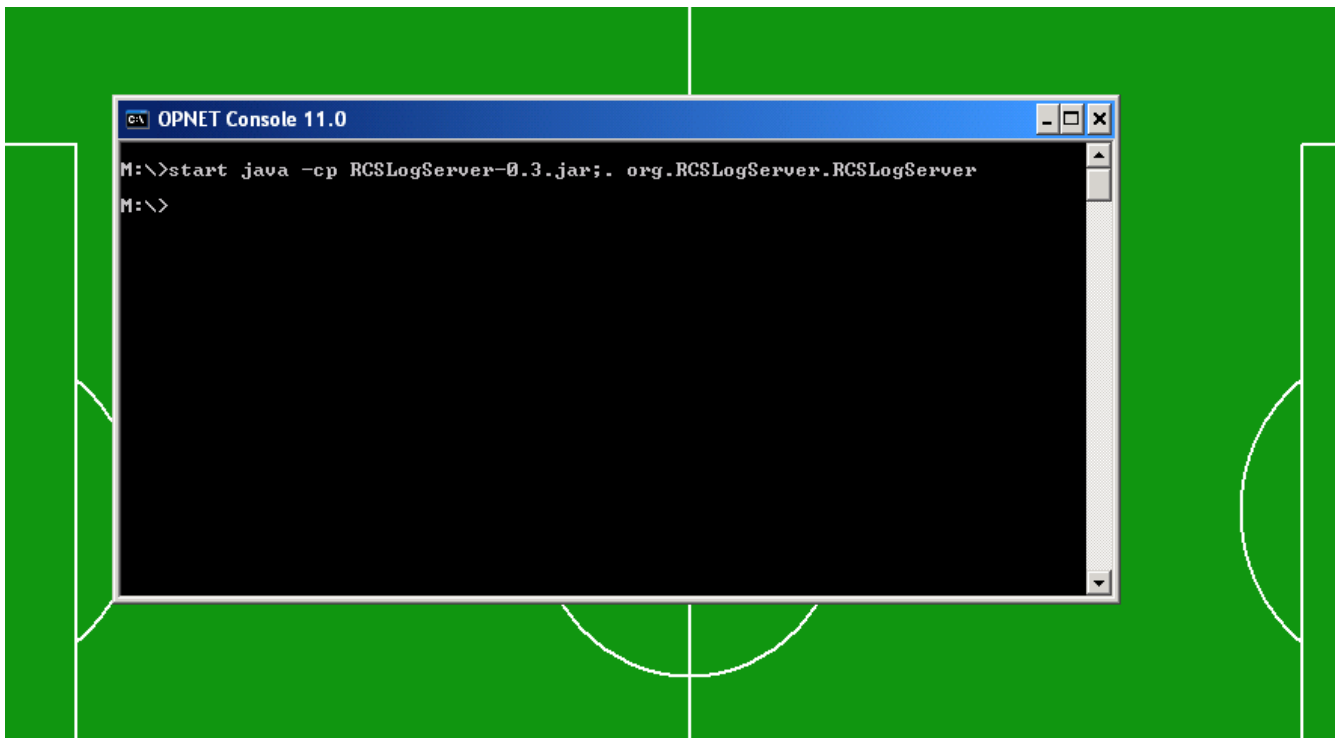 OPNET Console 11.0
M:\>start java -cp RCSLogServer-0.3.jar;. org.RCSLogServer.RCSLogServer
M:\>